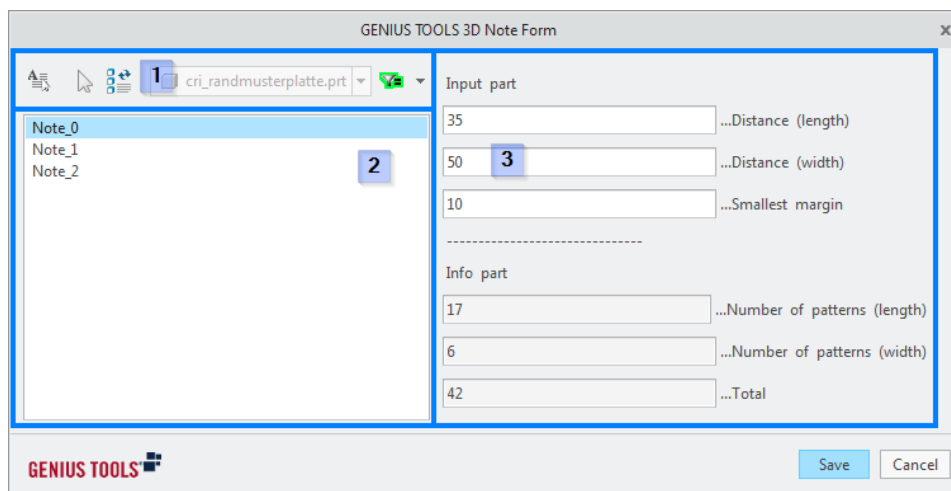 GENIUS TOOLS 3D Note Form
x
1
cri_randmusterplatte.prt
Note_0
Note_1
Note_2
2
Input part
35 ...Distance (length)
50 3 ...Distance (width)
10 ...Smallest margin
-------------------------------
Info part
17 ...Number of patterns (length)
6 ...Number of patterns (width)
42 ...Total
GENIUS TOOLS
Save Cancel